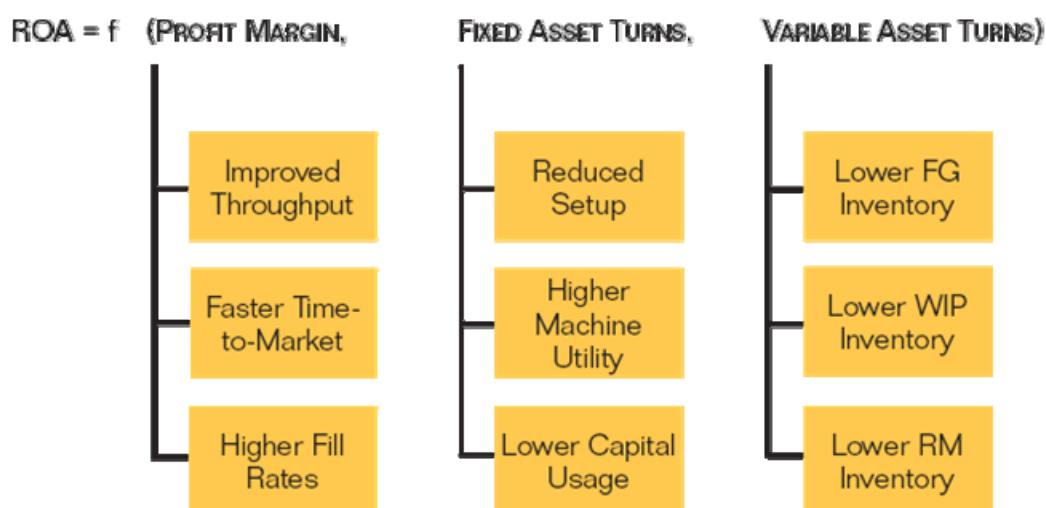 ROA = f (PROFIT MARGIN, FIXED ASSET TURNS, VARIABLE ASSET TURNS)
Improved
Throughput
Faster Time-
to-Market
Higher Fill
Rates
Reduced
Setup
Higher
Machine
Utility
Lower Capital
Usage
Lower FG
Inventory
Lower WIP
Inventory
Lower RM
Inventory